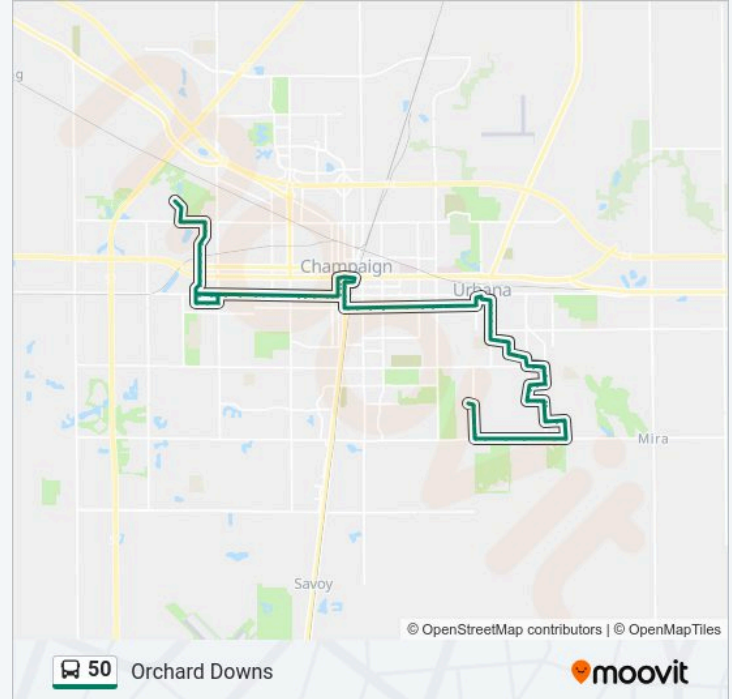 g
Champaign
Urbana
Mira
Savoy
© OpenStreetMap contributors | © OpenMapTiles
50 Orchard Downs
moovit